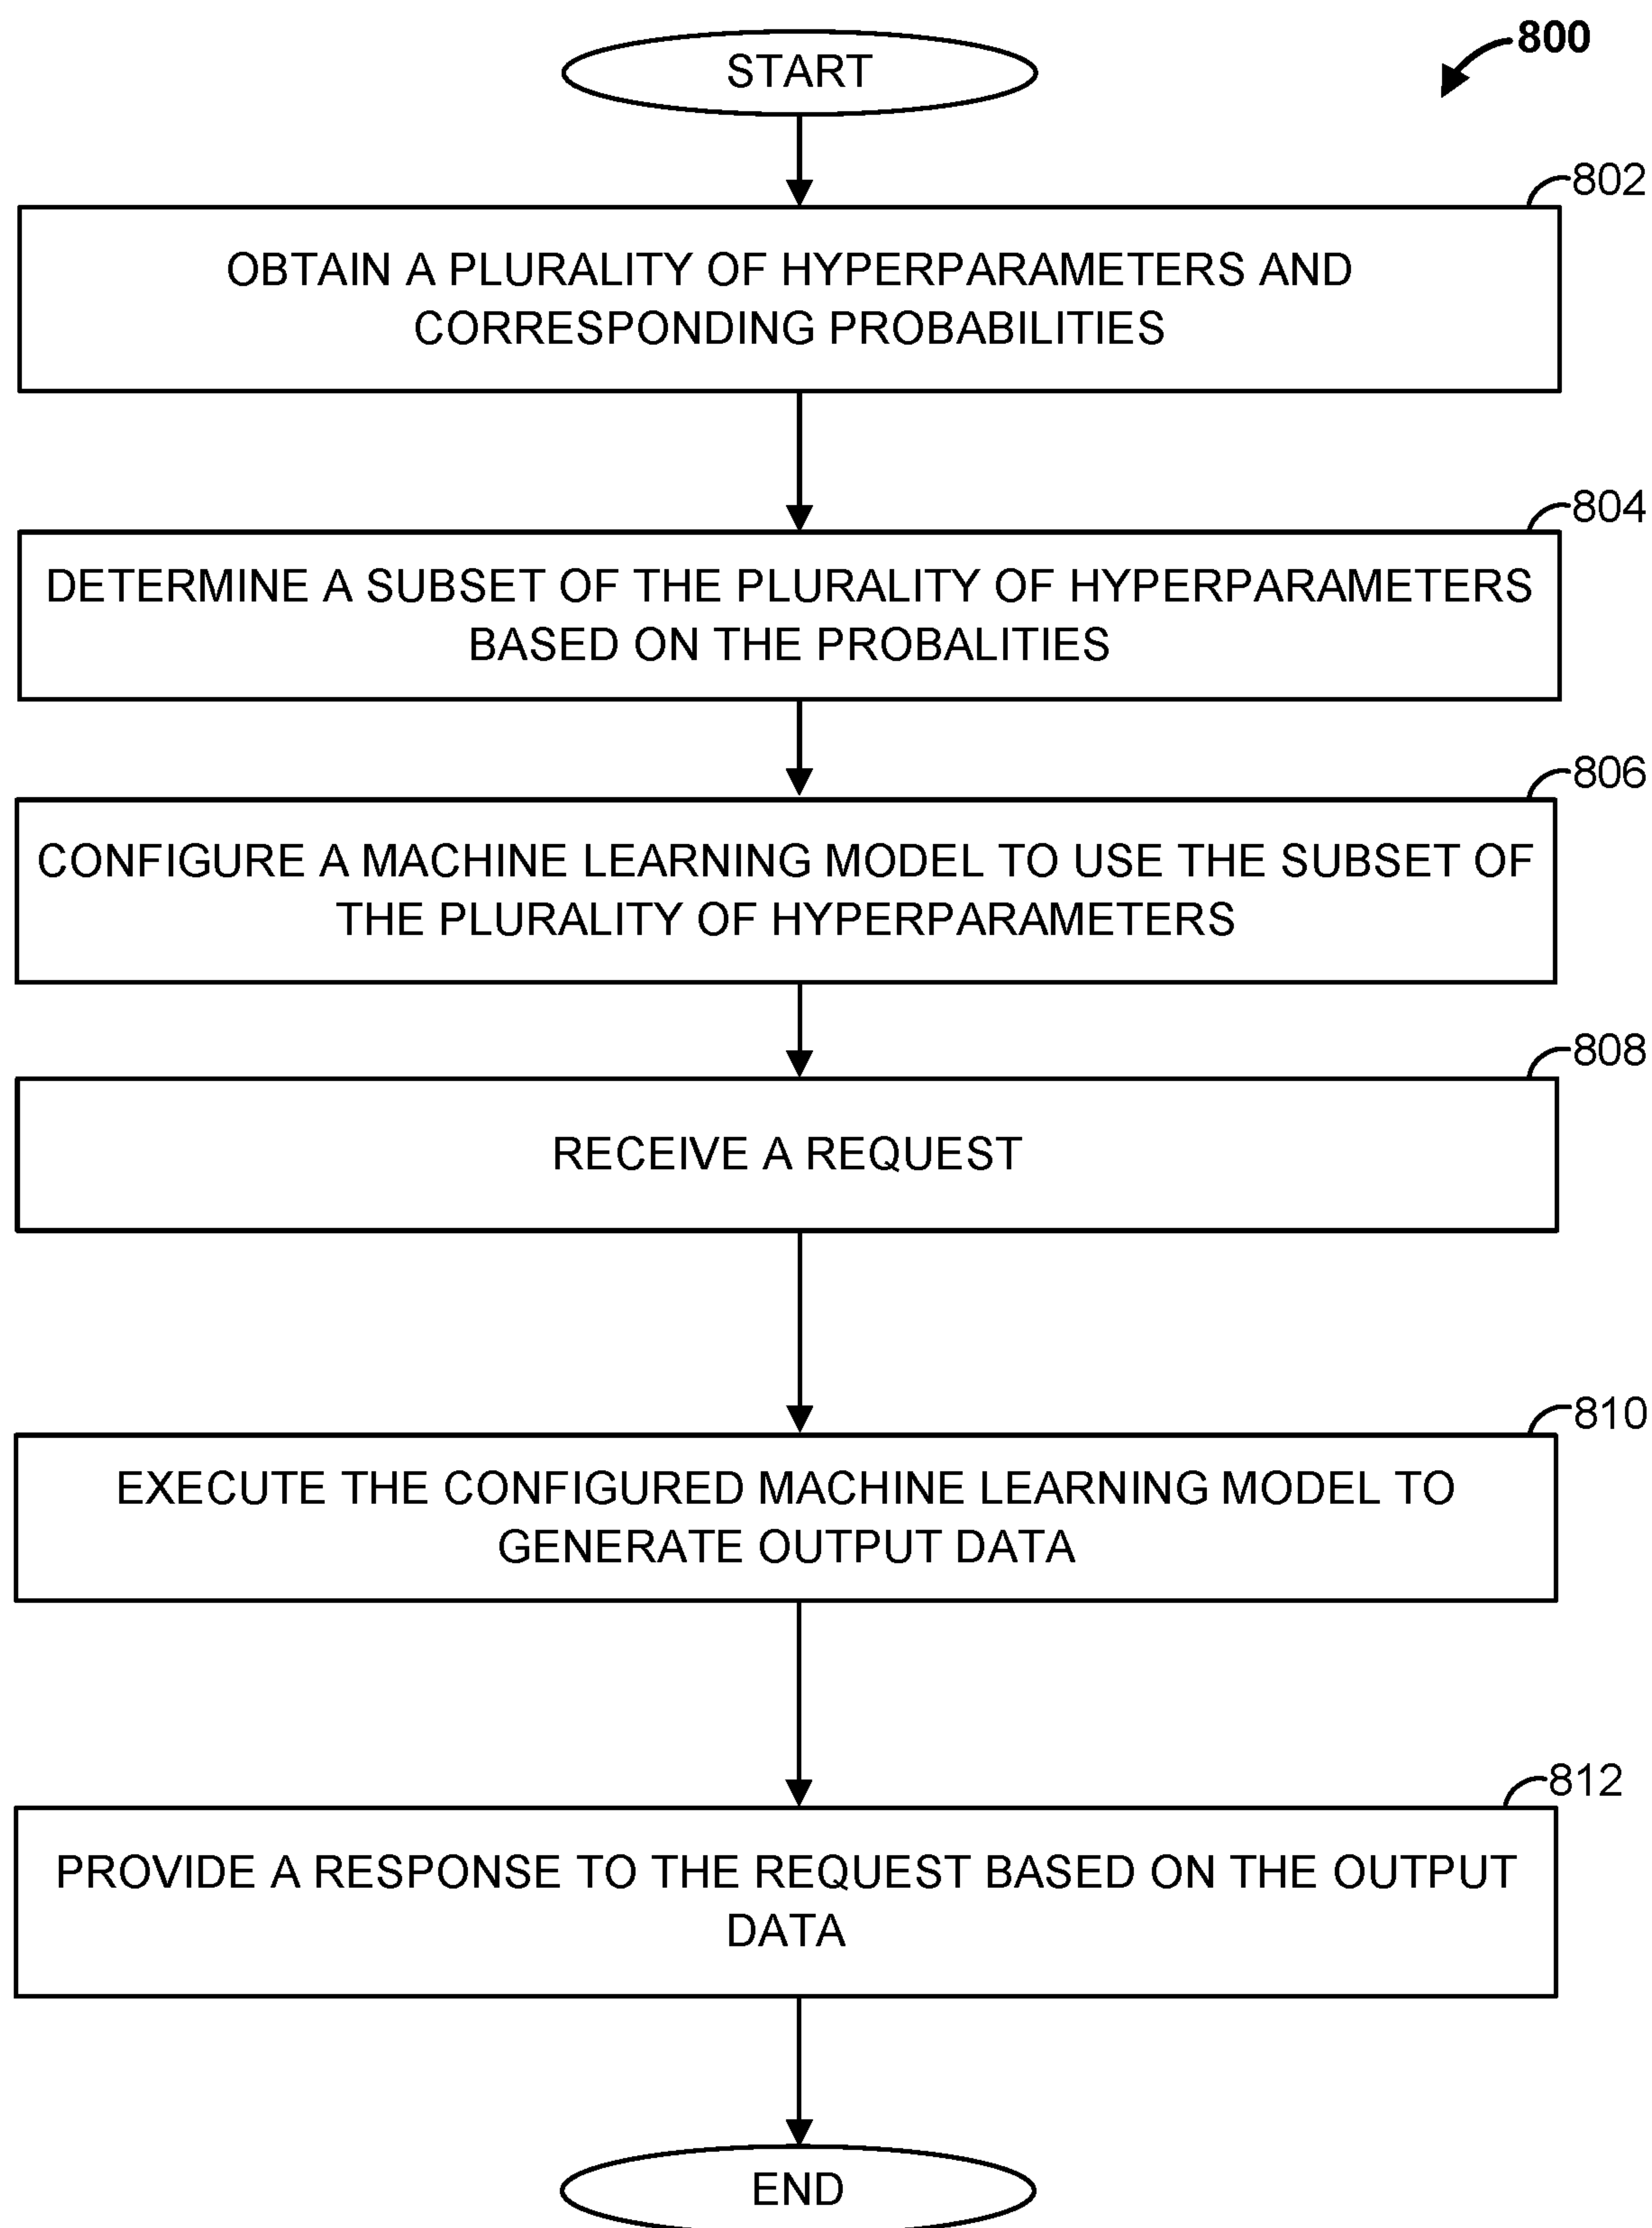 START
800
802
OBTAIN A PLURALITY OF HYPERPARAMETERS AND
CORRESPONDING PROBABILITIES
804
DETERMINE A SUBSET OF THE PLURALITY OF HYPERPARAMETERS
BASED ON THE PROBALITIES
806
CONFIGURE A MACHINE LEARNING MODEL TO USE THE SUBSET OF
THE PLURALITY OF HYPERPARAMETERS
808
RECEIVE A REQUEST
810
EXECUTE THE CONFIGURED MACHINE LEARNING MODEL TO
GENERATE OUTPUT DATA
812
PROVIDE A RESPONSE TO THE REQUEST BASED ON THE OUTPUT
DATA
END